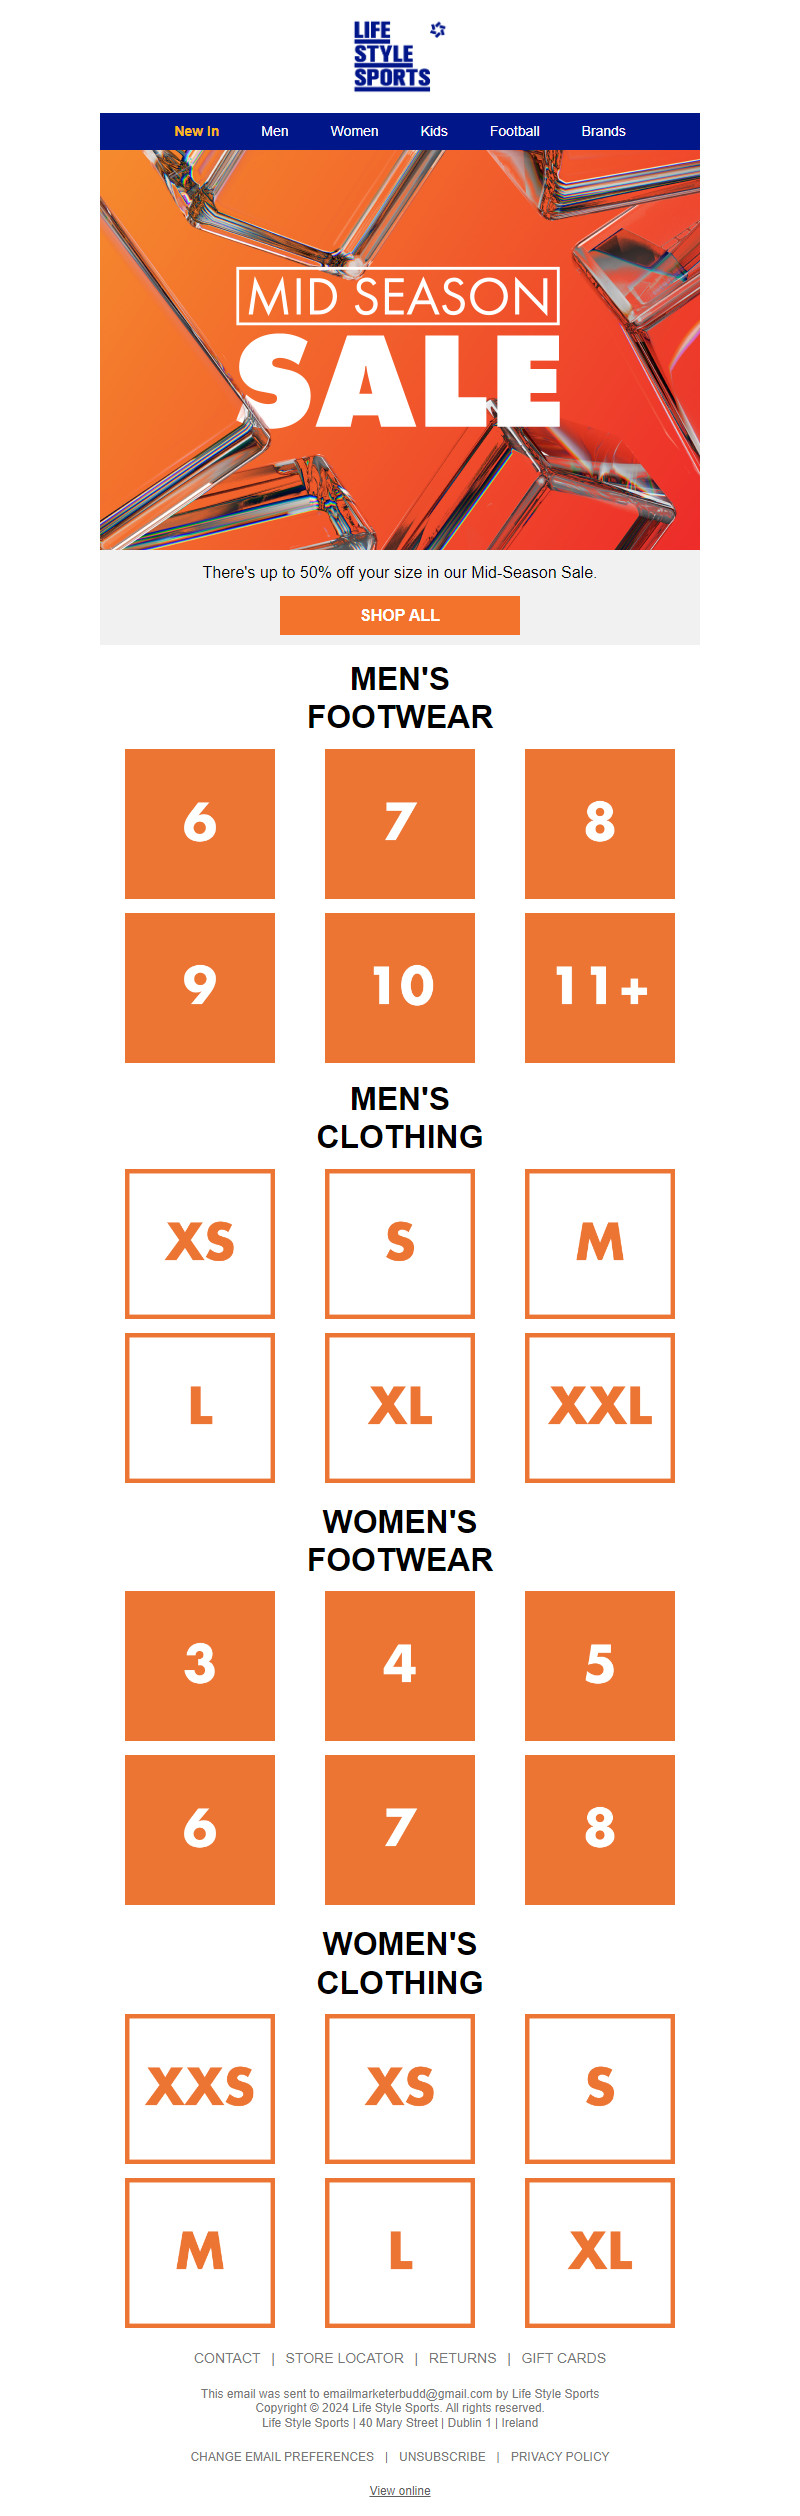 LIFE
STYLE
SPORTS
New In Men Women Kids Football Brands
MID SEASON
SALE
There's up to 50% off your size in our Mid-Season Sale.
SHOP ALL
MEN'S
FOOTWEAR
6 7 8
9 10 11+
MEN'S
CLOTHING
XS S M
L XL XXL
WOMEN'S
FOOTWEAR
3 4 5
6 7 8
WOMEN'S
CLOTHING
XXS XS S
M L XL
CONTACT | STORE LOCATOR | RETURNS | GIFT CARDS
This email was sent to emailmarketerbudd@gmail.com by Life Style Sports
Copyright © 2024 Life Style Sports. All rights reserved.
Life Style Sports | 40 Mary Street | Dublin 1 | Ireland
CHANGE EMAIL PREFERENCES | UNSUBSCRIBE | PRIVACY POLICY
View online